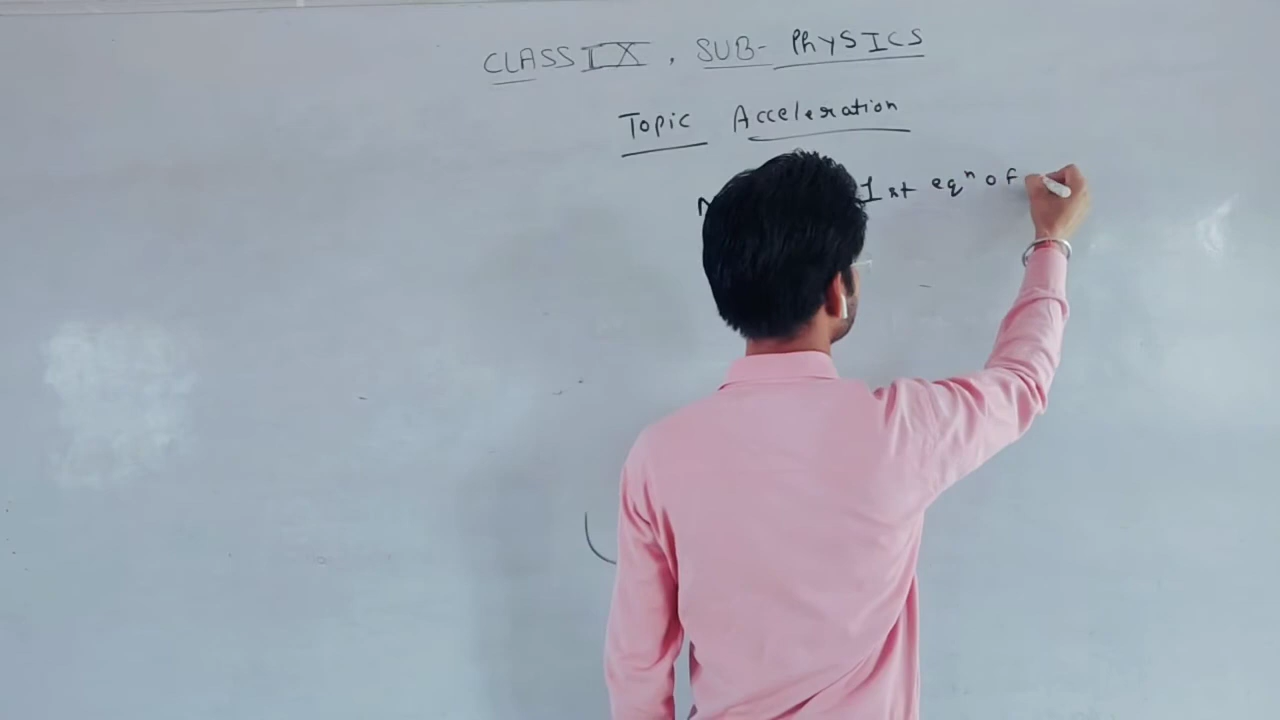 CLASS IX, SUB- PhYSICS
Topic Acceleration
1st eqⁿ of